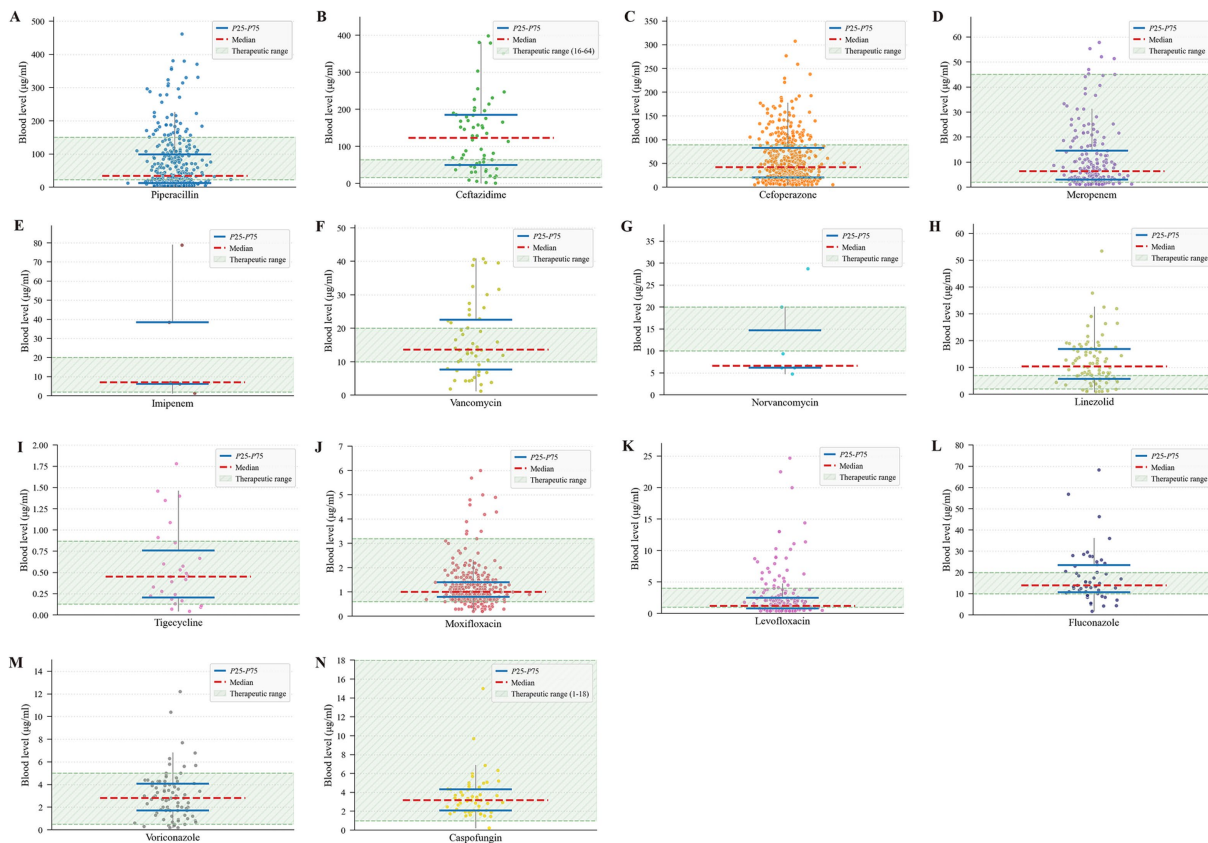 A
Blood level (μg/ml)
500
400
300
200
100
0
P25-P75
Median
Therapeutic range
Piperacillin
B
Blood level (μg/ml)
400
300
200
100
0
P25-P75
Median
Therapeutic range (16-64)
Ceftazidime
C
Blood level (μg/ml)
350
300
250
200
150
100
50
0
P25-P75
Median
Therapeutic range
Cefoperazone
D
Blood level (μg/ml)
60
50
40
30
20
10
0
P25-P75
Median
Therapeutic range
Meropenem
E
Blood level (μg/ml)
80
70
60
50
40
30
20
10
0
P25-P75
Median
Therapeutic range
Imipenem
F
Blood level (μg/ml)
50
40
30
20
10
0
P25-P75
Median
Therapeutic range
Vancomycin
G
Blood level (μg/ml)
35
30
25
20
15
10
5
0
P25-P75
Median
Therapeutic range
Norvancomycin
H
Blood level (μg/ml)
60
50
40
30
20
10
0
P25-P75
Median
Therapeutic range
Linezolid
I
Blood level (μg/ml)
2.00
1.75
1.50
1.25
1.00
0.75
0.50
0.25
0.00
P25-P75
Median
Therapeutic range
Tigecycline
J
Blood level (μg/ml)
7
6
5
4
3
2
1
0
P25-P75
Median
Therapeutic range
Moxifloxacin
K
Blood level (μg/ml)
25
20
15
10
5
0
P25-P75
Median
Therapeutic range
Levofloxacin
L
Blood level (μg/ml)
80
70
60
50
40
30
20
10
0
P25-P75
Median
Therapeutic range
Fluconazole
M
Blood level (μg/ml)
14
12
10
8
6
4
2
0
P25-P75
Median
Therapeutic range
Voriconazole
N
Blood level (μg/ml)
18
16
14
12
10
8
6
4
2
0
P25-P75
Median
Therapeutic range (1-18)
Caspofungin